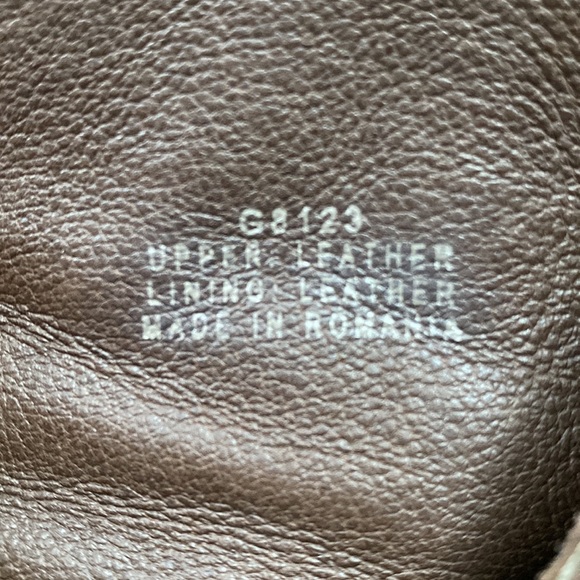 G8123
UPPER: LEATHER
LINING: LEATHER
MADE IN ROMANIA